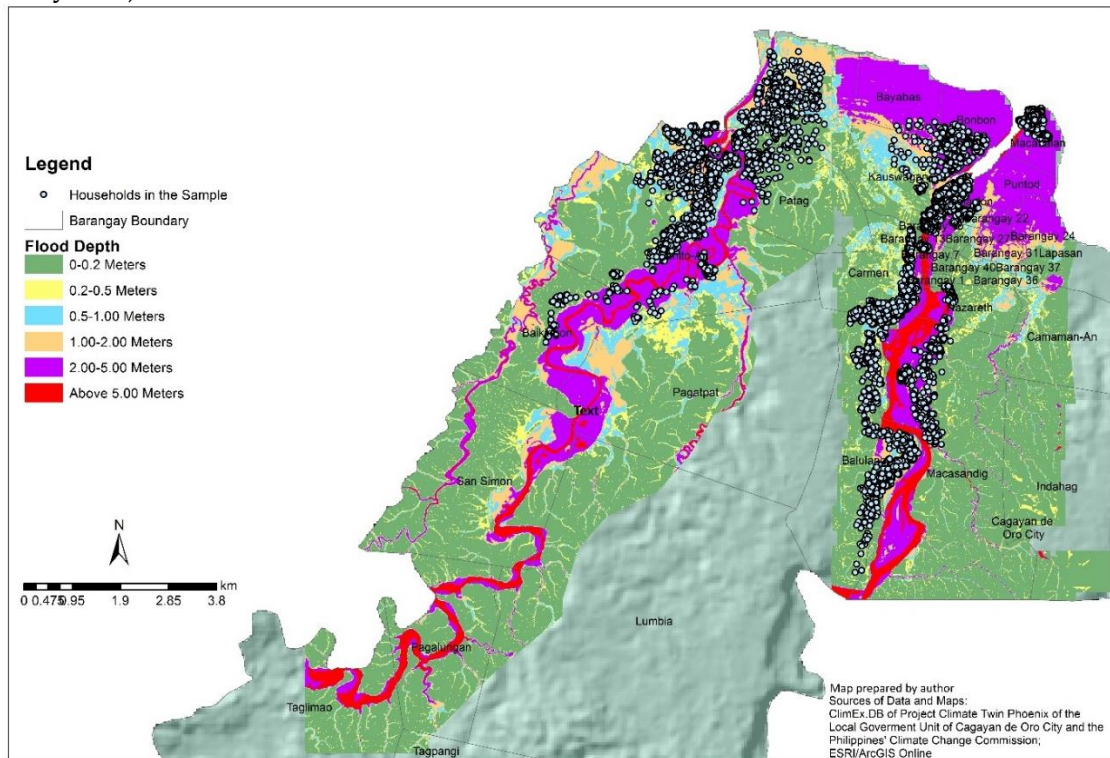 Bayabas
Bonbon
Macabalan
Legend
Households in the Sample
Barangay Boundary
Kauswagan
Puntod
Patag
Barangay 22
Barangay 24
Flood Depth
Barangay 27
0-0.2 Meters
Barangay 7
Barangay 31
Lapasan
0.2-0.5 Meters
Carmen
Barangay 40
Barangay 37
0.5-1.00 Meters
Barangay 1
Barangay 36
1.00-2.00 Meters
Nazareth
2.00-5.00 Meters
Camaman-An
Above 5.00 Meters
Pagatpat
Text
San Simon
Macasandig
Indahag
N
Cagayan de
Oro City
km
0 0.475 0.95 1.9 2.85 3.8
Lumbia
Pagalungan
Taglimao
Tagpangi
Map prepared by author
Sources of Data and Maps:
ClimEx.DB of Project Climate Twin Phoenix of the
Local Goverment Unit of Cagayan de Oro City and the
Philippines' Climate Change Commission;
ESRI/ArcGIS Online